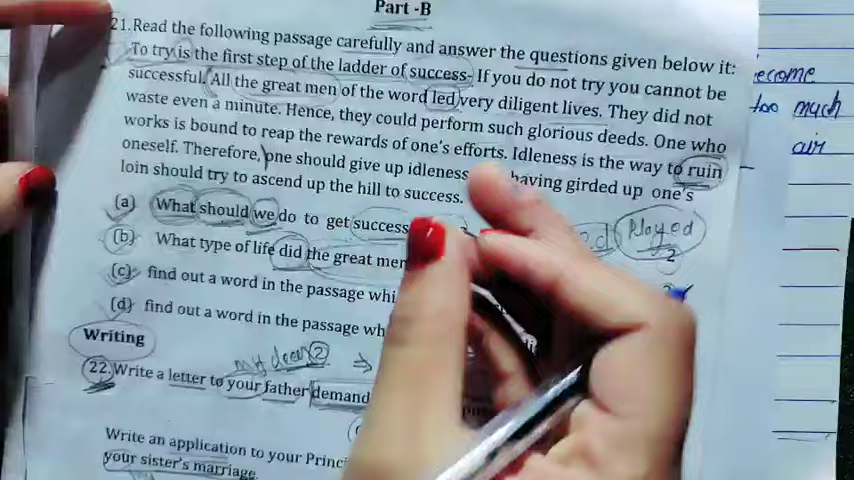 Part -B
21.Read the following passage carefully and answer the questions given below it:
To try is the first step of the ladder of success- If you do not try you cannot be
successful. All the great men of the word led very diligent lives. They did not
waste even a minute. Hence, they could perform such glorious deeds. One who
works is bound to reap the rewards of one's efforts. Idleness is the way to ruin
oneself. Therefore, one should give up idleness having girded up one's
loin should try to ascend up the hill to success.
(a) What should we do to get success
(b) What type of life did the great men
(c) find out a word in the passage whi
(d) find out a word in the passage wh
Played
2
Writing
my dear 2
22. Write a letter to your father demand
Write an application to your Princi
your sister's marriage
ecome
too much
air